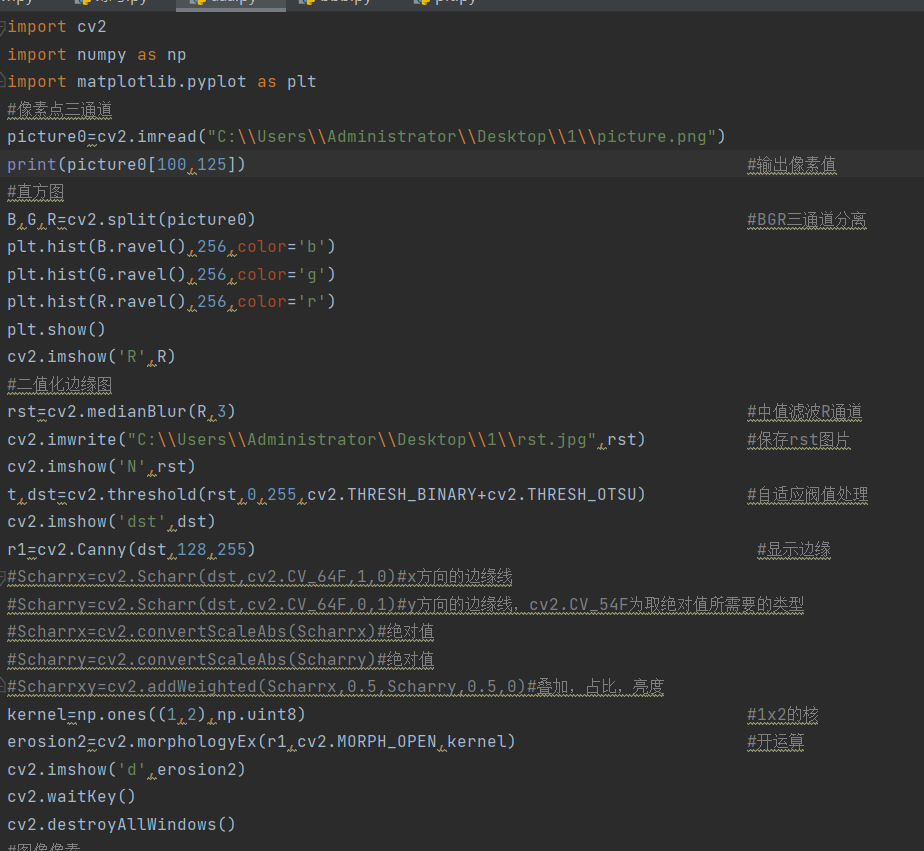 import cv2
import numpy as np
import matplotlib.pyplot as plt
#像素点三通道
picture0=cv2.imread("C:\\Users\\Administrator\\Desktop\\1\\picture.png")
print(picture0[100,125]) #输出像素值
#直方图
B,G,R=cv2.split(picture0) #BGR三通道分离
plt.hist(B.ravel(),256,color='b')
plt.hist(G.ravel(),256,color='g')
plt.hist(R.ravel(),256,color='r')
plt.show()
cv2.imshow('R',R)
#二值化边缘图
rst=cv2.medianBlur(R,3) #中值滤波R通道
cv2.imwrite("C:\\Users\\Administrator\\Desktop\\1\\rst.jpg",rst) #保存rst图片
cv2.imshow('N',rst)
t,dst=cv2.threshold(rst,0,255,cv2.THRESH_BINARY+cv2.THRESH_OTSU) #自适应阀值处理
cv2.imshow('dst',dst)
r1=cv2.Canny(dst,128,255) #显示边缘
#Scharrx=cv2.Scharr(dst,cv2.CV_64F,1,0)#x方向的边缘线
#Scharry=cv2.Scharr(dst,cv2.CV_64F,0,1)#y方向的边缘线，cv2.CV_54F为取绝对值所需要的类型
#Scharrx=cv2.convertScaleAbs(Scharrx)#绝对值
#Scharry=cv2.convertScaleAbs(Scharry)#绝对值
#Scharrxy=cv2.addWeighted(Scharrx,0.5,Scharry,0.5,0)#叠加，占比，亮度
kernel=np.ones((1,2),np.uint8) #1x2的核
erosion2=cv2.morphologyEx(r1,cv2.MORPH_OPEN,kernel) #开运算
cv2.imshow('d',erosion2)
cv2.waitKey()
cv2.destroyAllWindows()
#图像像素